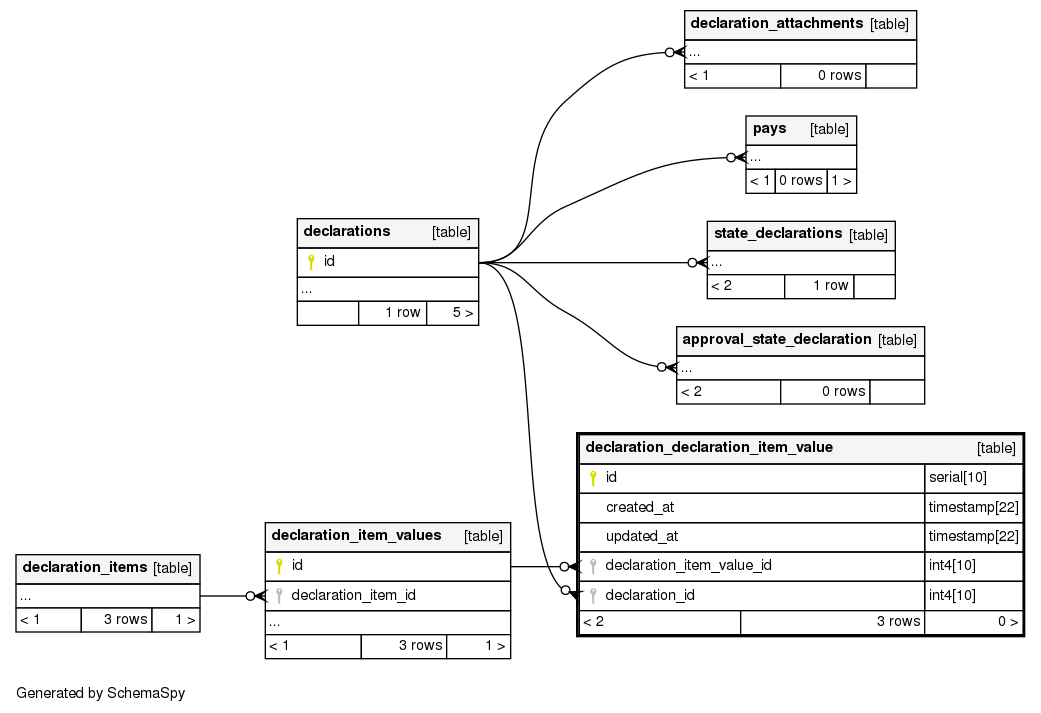 declaration_attachments [table]
...
< 1 0 rows
pays [table]
...
< 1 0 rows 1 >
declarations [table]
id
...
1 row 5 >
state_declarations [table]
...
< 2 1 row
approval_state_declaration [table]
...
< 2 0 rows
declaration_declaration_item_value [table]
id serial[10]
created_at timestamp[22]
updated_at timestamp[22]
declaration_item_value_id int4[10]
declaration_id int4[10]
< 2 3 rows 0 >
declaration_item_values [table]
id
declaration_item_id
...
< 1 3 rows 1 >
declaration_items [table]
...
< 1 3 rows 1 >
Generated by SchemaSpy